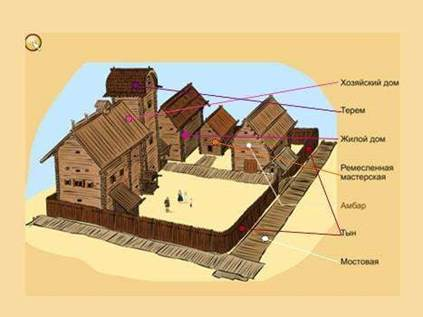 Хозяйский дом
Терем
Жилой дом
Ремесленная
мастерская
Амбар
Тын
Мостовая